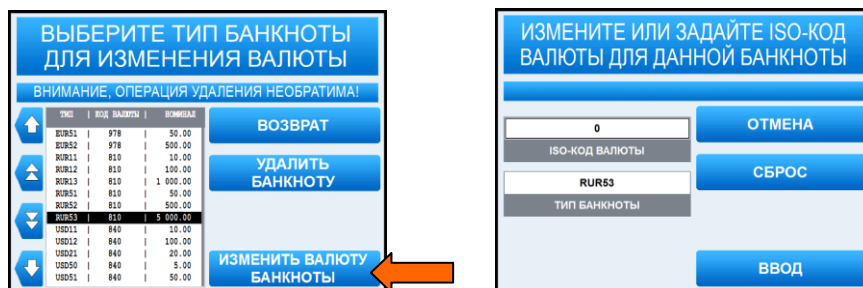 ВЫБЕРИТЕ ТИП БАНКНОТЫ
ДЛЯ ИЗМЕНЕНИЯ ВАЛЮТЫ
ВНИМАНИЕ, ОПЕРАЦИЯ УДАЛЕНИЯ НЕОБРАТИМА!
ТИП | КОД ВАЛЮТЫ | НОМИНАЛ
EUR51 | 978 | 50.00
EUR52 | 978 | 500.00
RUR11 | 810 | 10.00
RUR12 | 810 | 100.00
RUR13 | 810 | 1 000.00
RUR51 | 810 | 50.00
RUR52 | 810 | 500.00
RUR53 | 810 | 5 000.00
USD11 | 840 | 10.00
USD12 | 840 | 100.00
USD21 | 840 | 20.00
USD50 | 840 | 5.00
USD51 | 840 | 50.00
ВОЗВРАТ
УДАЛИТЬ
БАНКНОТУ
ИЗМЕНИТЬ ВАЛЮТУ
БАНКНОТЫ
ИЗМЕНИТЕ ИЛИ ЗАДАЙТЕ ISO-КОД
ВАЛЮТЫ ДЛЯ ДАННОЙ БАНКНОТЫ
0
ISO-КОД ВАЛЮТЫ
RUR53
ТИП БАНКНОТЫ
ОТМЕНА
СБРОС
ВВОД